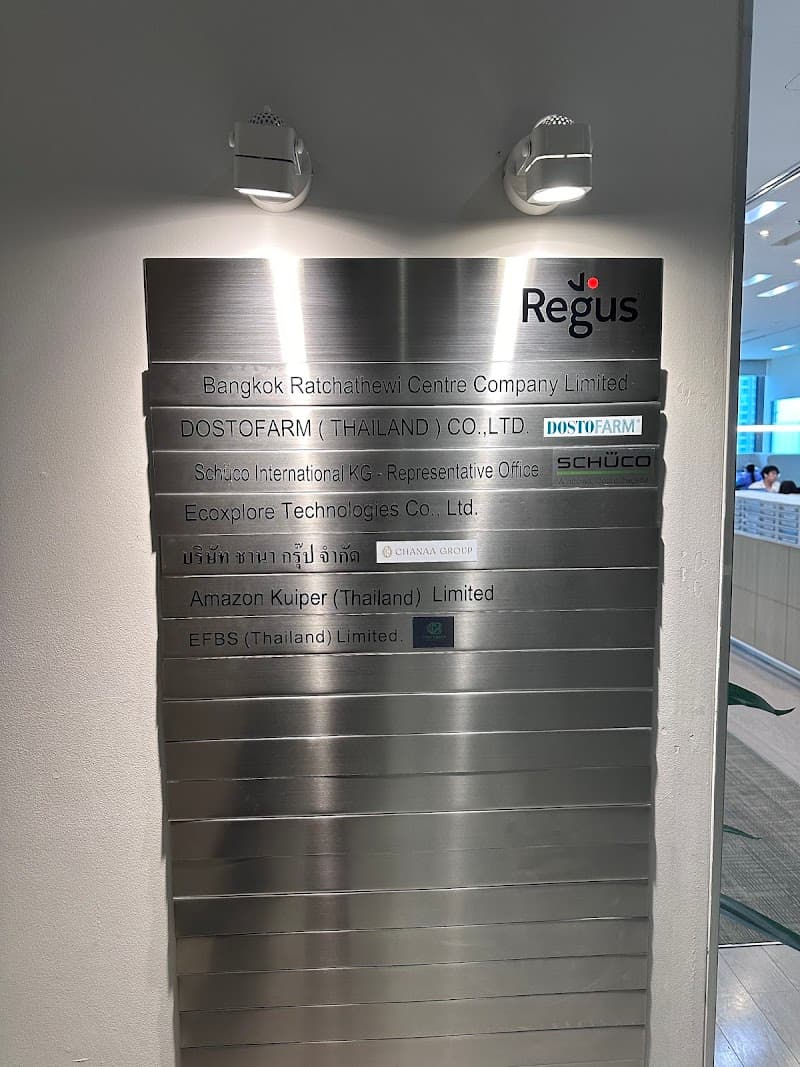 Regus
Bangkok Ratchathewi Centre Company Limited
DOSTOFARM ( THAILAND ) CO.,LTD. DOSTOFARM®
Schüco International KG - Representative Office SCHÜCO
Ecoxplore Technologies Co., Ltd.
บริษัท ชานา กรุ๊ป จำกัด CHANAA GROUP
Amazon Kuiper (Thailand) Limited
EFBS (Thailand) Limited.